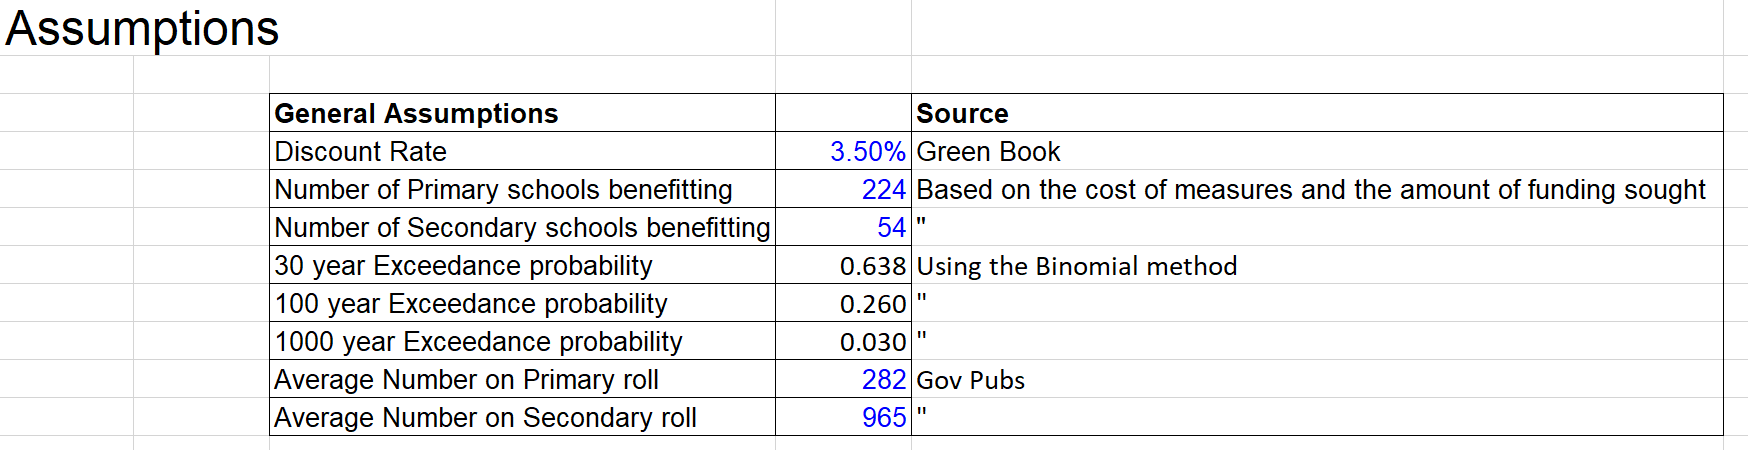 Assumptions
General Assumptions Source
Discount Rate 3.50% Green Book
Number of Primary schools benefitting 224 Based on the cost of measures and the amount of funding sought
Number of Secondary schools benefitting 54 "
30 year Exceedance probability 0.638 Using the Binomial method
100 year Exceedance probability 0.260 "
1000 year Exceedance probability 0.030 "
Average Number on Primary roll 282 Gov Pubs
Average Number on Secondary roll 965 "